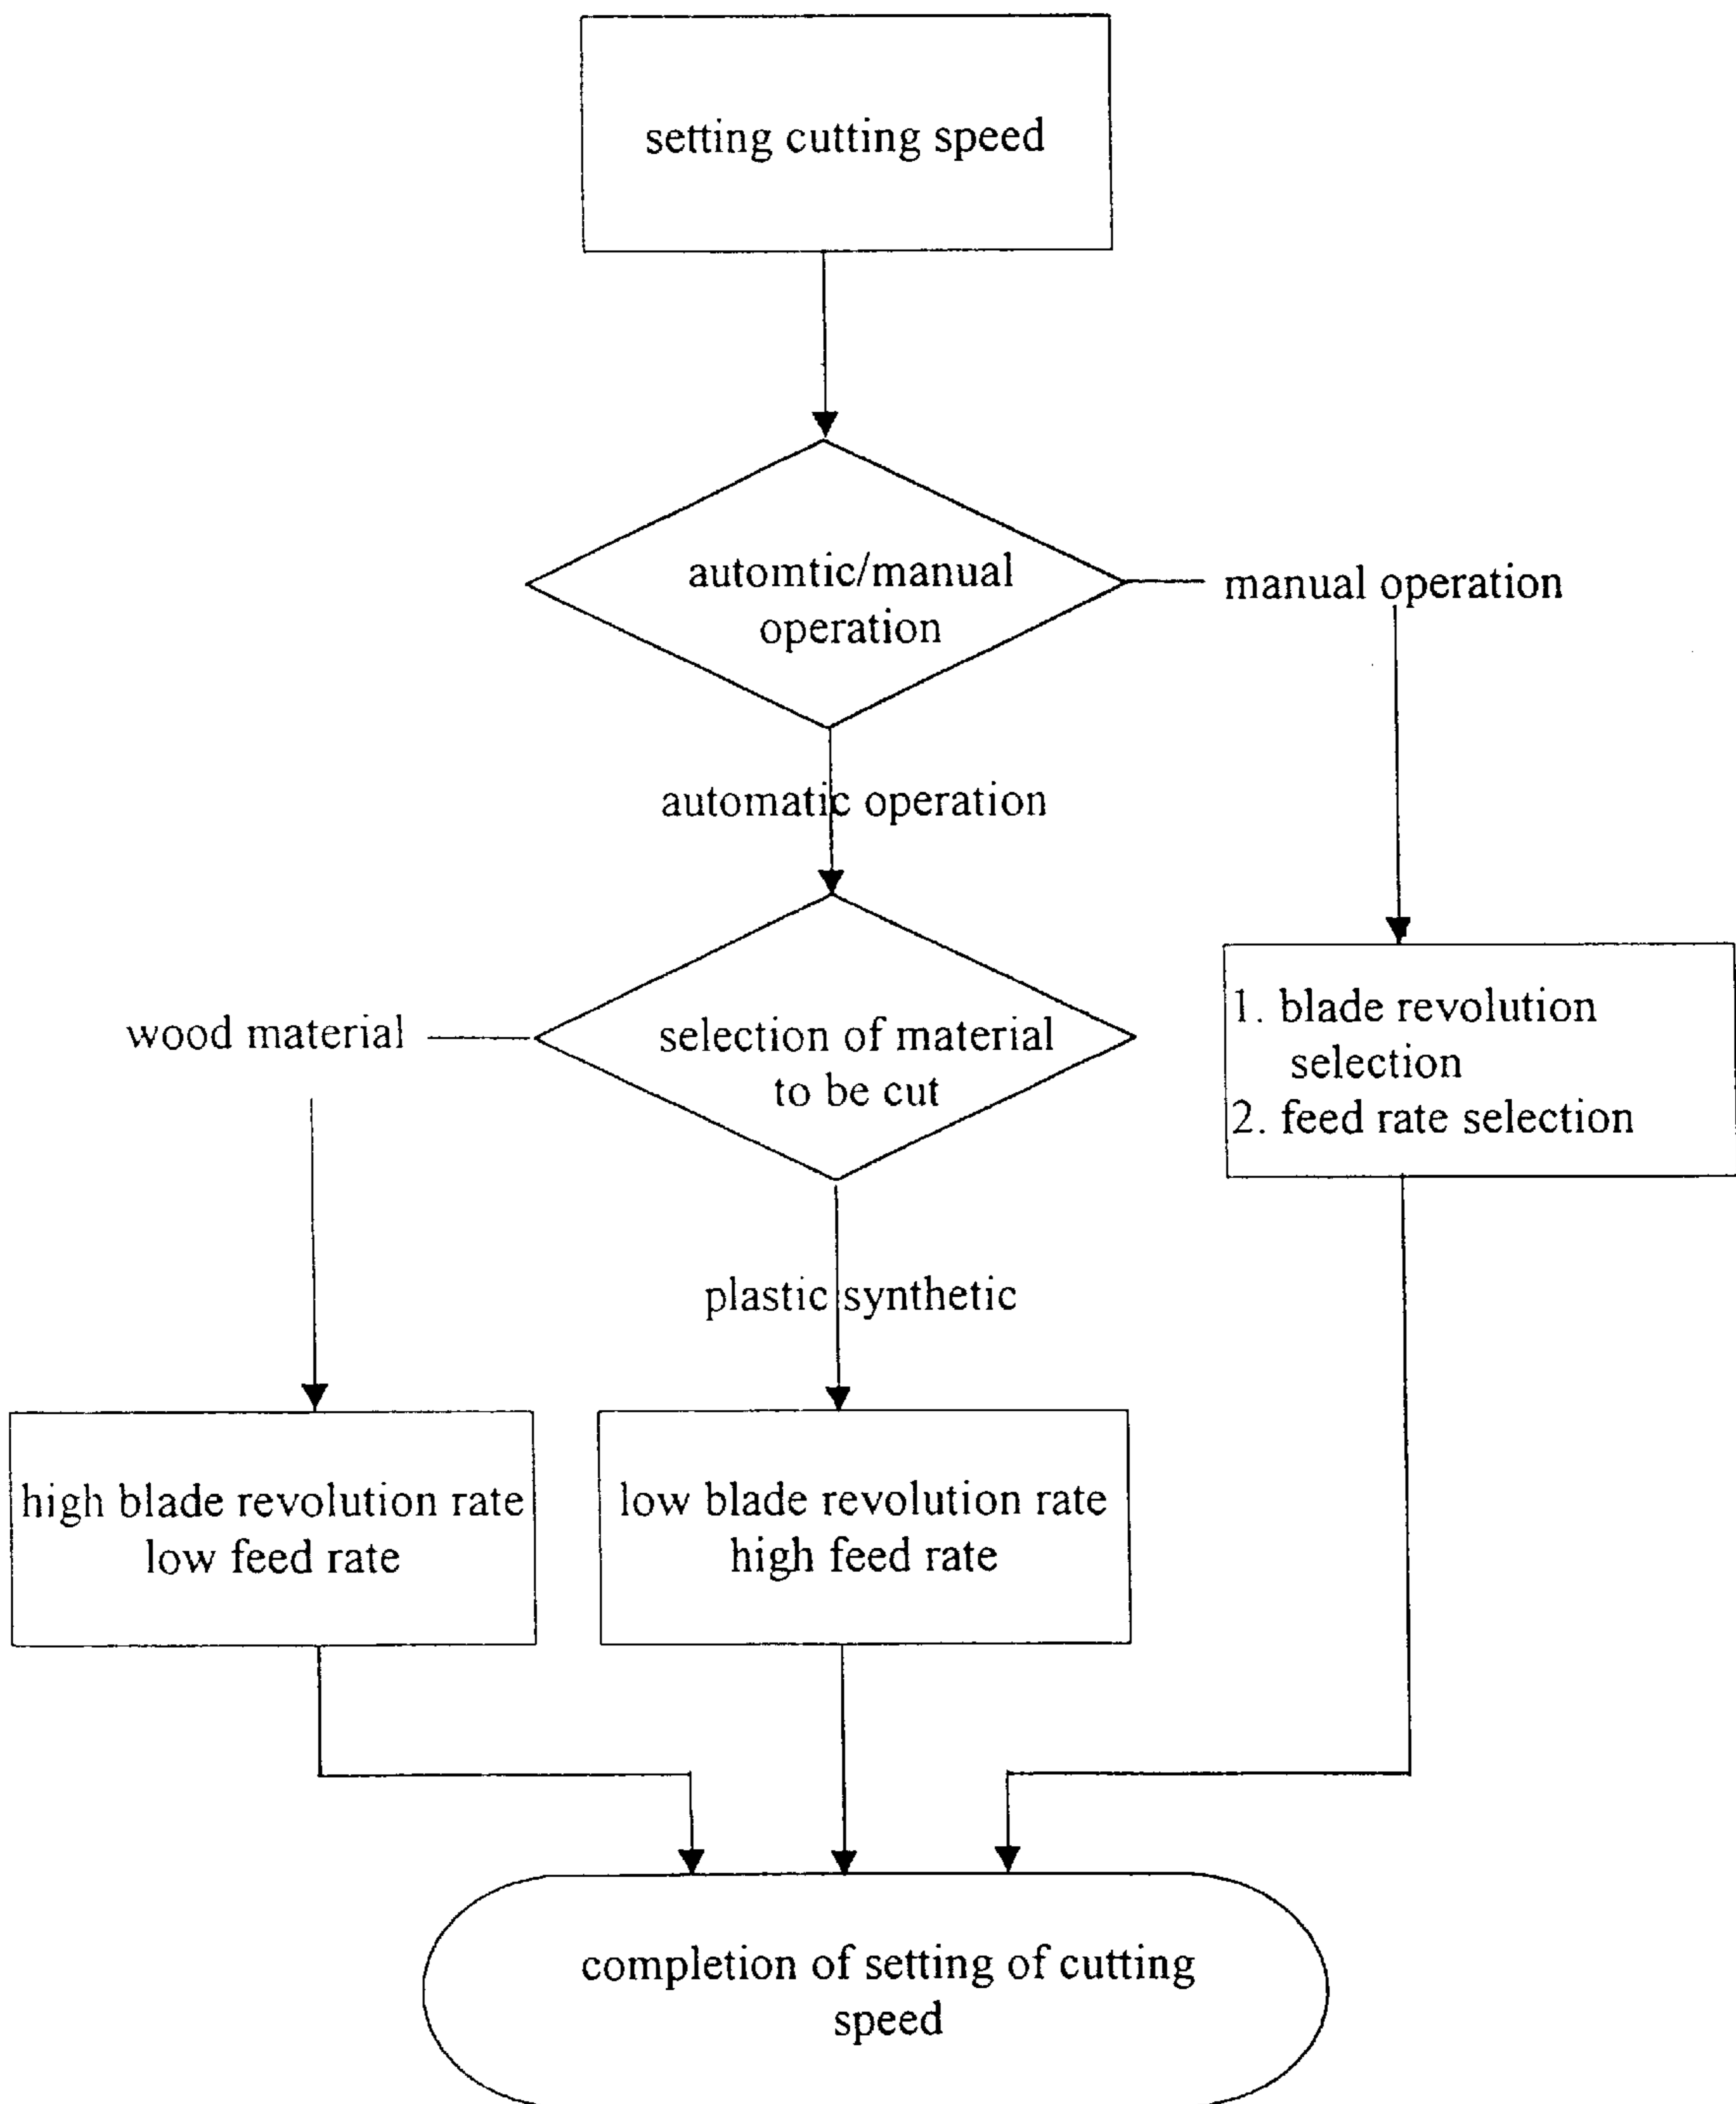 setting cutting speed
automtic/manual
operation
manual operation
automatic operation
wood material
selection of material
to be cut
1. blade revolution
selection
2. feed rate selection
plastic synthetic
high blade revolution rate
low feed rate
low blade revolution rate
high feed rate
completion of setting of cutting
speed